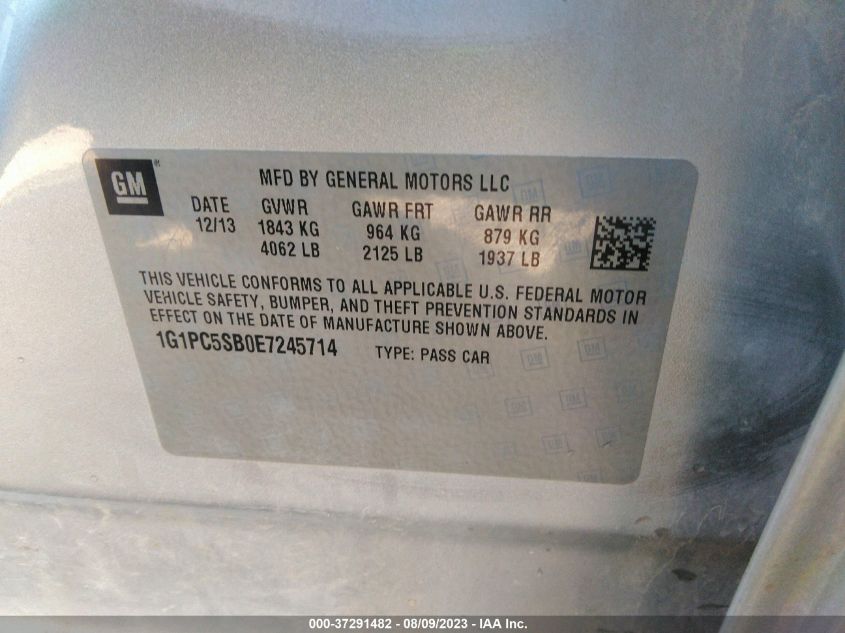 GM
MFD BY GENERAL MOTORS LLC
DATE GVWR GAWR FRT GAWR RR
12/13 1843 KG 964 KG 879 KG
4062 LB 2125 LB 1937 LB
THIS VEHICLE CONFORMS TO ALL APPLICABLE U.S. FEDERAL MOTOR
VEHICLE SAFETY, BUMPER, AND THEFT PREVENTION STANDARDS IN
EFFECT ON THE DATE OF MANUFACTURE SHOWN ABOVE.
1G1PC5SB0E7245714 TYPE: PASS CAR
000-37291482 - 08/09/2023 - IAA Inc.